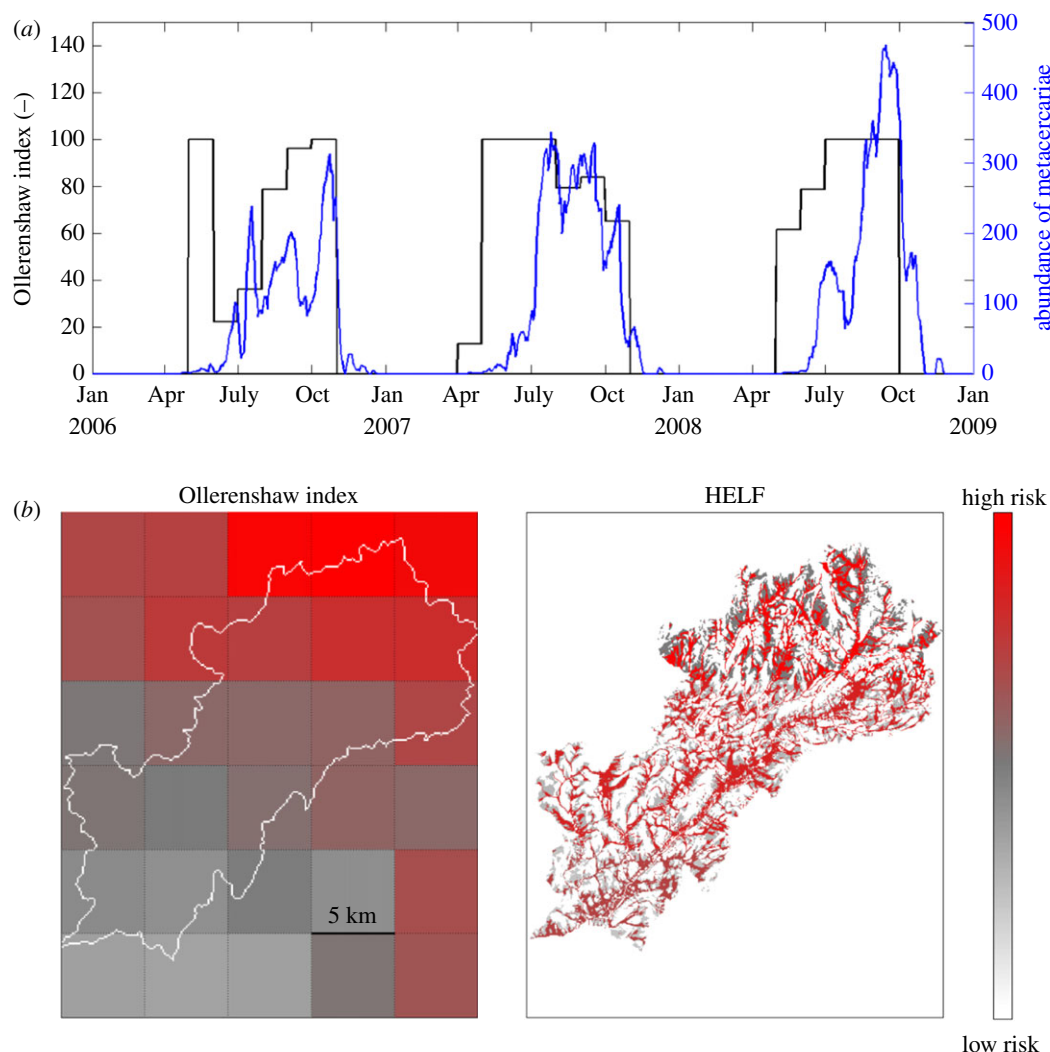 (a)
Ollerenshaw index (–)
140
120
100
80
60
40
20
0
500
400
300
200
100
0
abundance of metacercariae
Jan Apr July Oct Jan Apr July Oct Jan Apr July Oct Jan
2006 2007 2008 2009
(b)
Ollerenshaw index
HELF
high risk
5 km
low risk